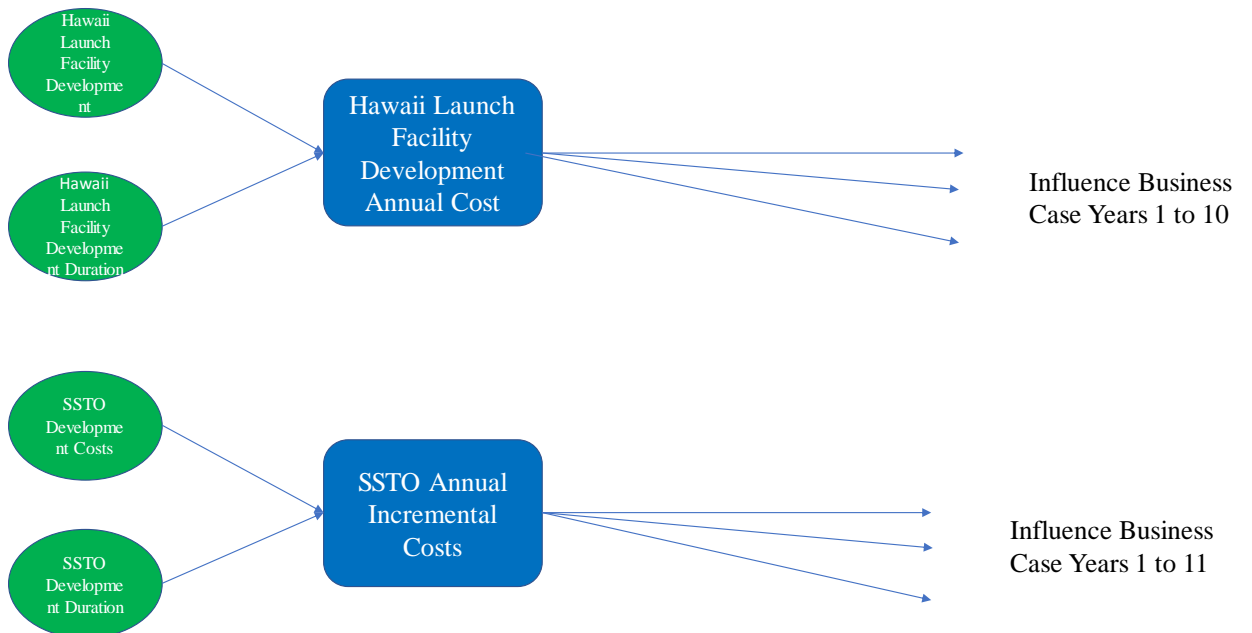 Hawaii
Launch
Facility
Developme
nt
Hawaii
Launch
Facility
Developme
nt Duration
Hawaii Launch
Facility
Development
Annual Cost
Influence Business
Case Years 1 to 10
SSTO
Developme
nt Costs
SSTO
Developme
nt Duration
SSTO Annual
Incremental
Costs
Influence Business
Case Years 1 to 11